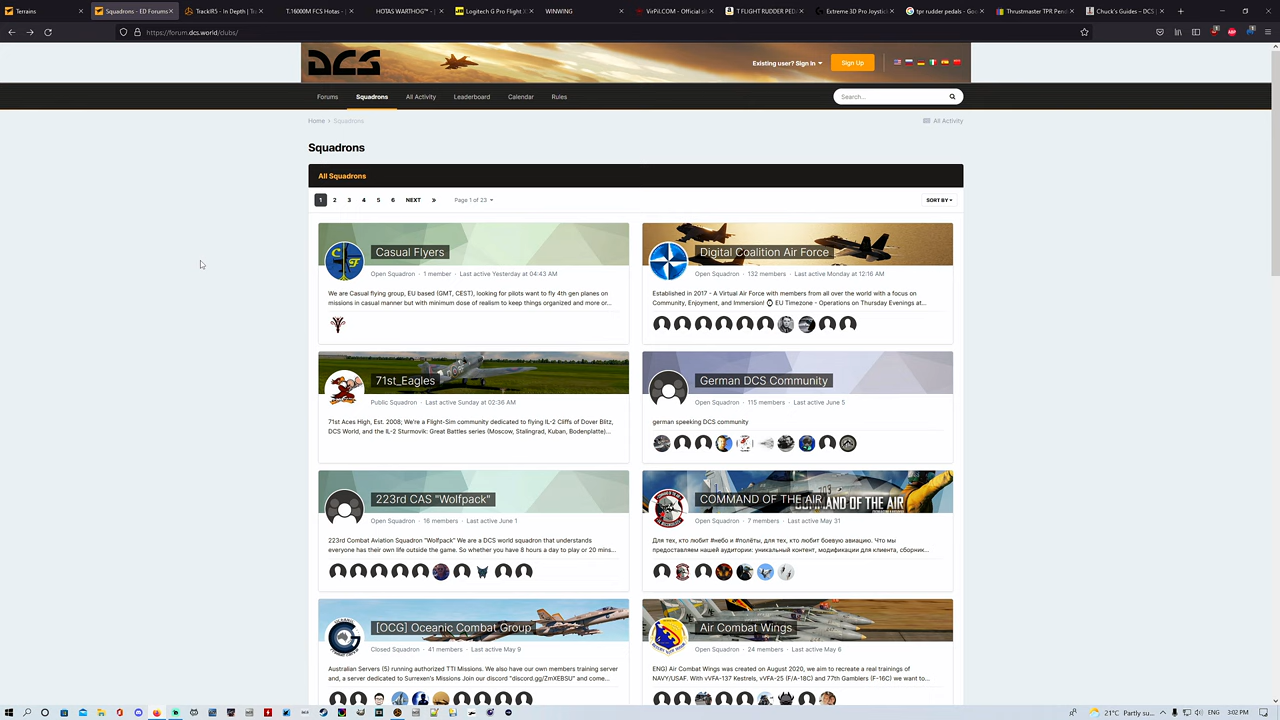 Terrains
Squadrons - ED Forums
TrackIR5 - In Depth | Tra
T.16000M FCS Hotas -
HOTAS WARTHOG™ -
Logitech G Pro Flight X
WINWING
VirPil.COM - Official sit
T.FLIGHT RUDDER PEDA
Extreme 3D Pro Joystick
tpr rudder pedals - Goo
Thrustmaster TPR Pend
Chuck's Guides – DCS |
https://forum.dcs.world/clubs/
DCS
Existing user? Sign In
Sign Up
Forums
Squadrons
All Activity
Leaderboard
Calendar
Rules
Search...
Home
Squadrons
All Activity
Squadrons
All Squadrons
1 2 3 4 5 6 NEXT »
Page 1 of 23
SORT BY
Casual Flyers
Open Squadron · 1 member · Last active Yesterday at 04:43 AM
We are Casual flying group, EU based (GMT, CEST), looking for pilots want to fly 4th gen planes on
missions in casual manner but with minimum dose of realism to keep things organized and more or...
Digital Coalition Air Force
Open Squadron · 132 members · Last active Monday at 12:16 AM
Established in 2017 - A Virtual Air Force with members from all over the world with a focus on
Community, Enjoyment, and Immersion! ⌚ EU Timezone - Operations on Thursday Evenings at...
71st_Eagles
Public Squadron · Last active Sunday at 02:36 AM
71st Aces High, Est. 2008; We're a Flight-Sim community dedicated to flying IL-2 Cliffs of Dover Blitz,
DCS World, and the IL-2 Sturmovik: Great Battles series (Moscow, Stalingrad, Kuban, Bodenplatte)...
German DCS Community
Open Squadron · 115 members · Last active June 5
german speeking DCS community
223rd CAS "Wolfpack"
Open Squadron · 16 members · Last active June 1
223rd Combat Aviation Squadron "Wolfpack" We are a DCS world squadron that understands
everyone has their own life outside the game. So whether you have 8 hours a day to play or 20 mins...
COMMAND OF THE AIR
Open Squadron · 7 members · Last active May 31
Для тех, кто любит #небо и #полёты, для тех, кто любит боевую авиацию. Что мы
предоставляем нашей аудитории: уникальный контент, модификации для клиента, сборник...
[OCG] Oceanic Combat Group
Closed Squadron · 41 members · Last active May 9
Australian Servers (5) running authorized TTI Missions. We also have our own members training server
and, a server dedicated to Surrexen's Missions Join our discord "discord.gg/ZmXEBSU" and come...
Air Combat Wings
Open Squadron · 24 members · Last active May 6
ENG) Air Combat Wings was created on August 2020, we aim to recreate a real trainings of
NAVY/USAF. With vVFA-137 Kestrels, vVFA-25 (F/A-18C) and 77th Gamblers (F-16C) we want to...
21°C Partly su...
ENG
3:02 PM